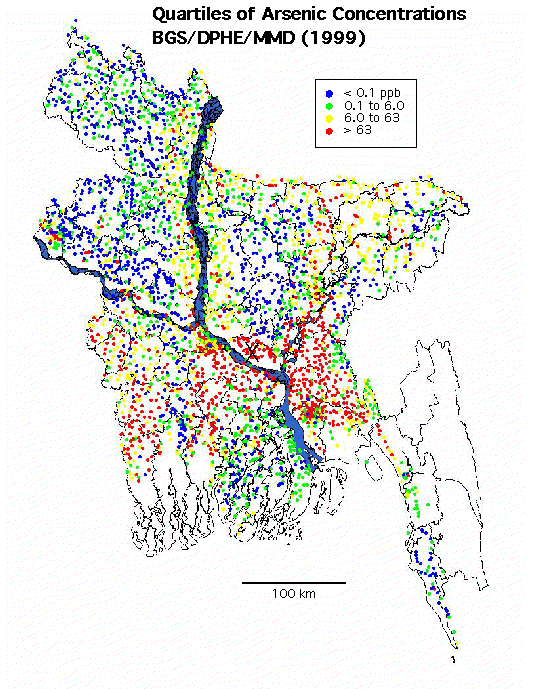 Quartiles of Arsenic Concentrations
BGS/DPHE/MMD (1999)
< 0.1 ppb
0.1 to 6.0
6.0 to 63
> 63
100 km